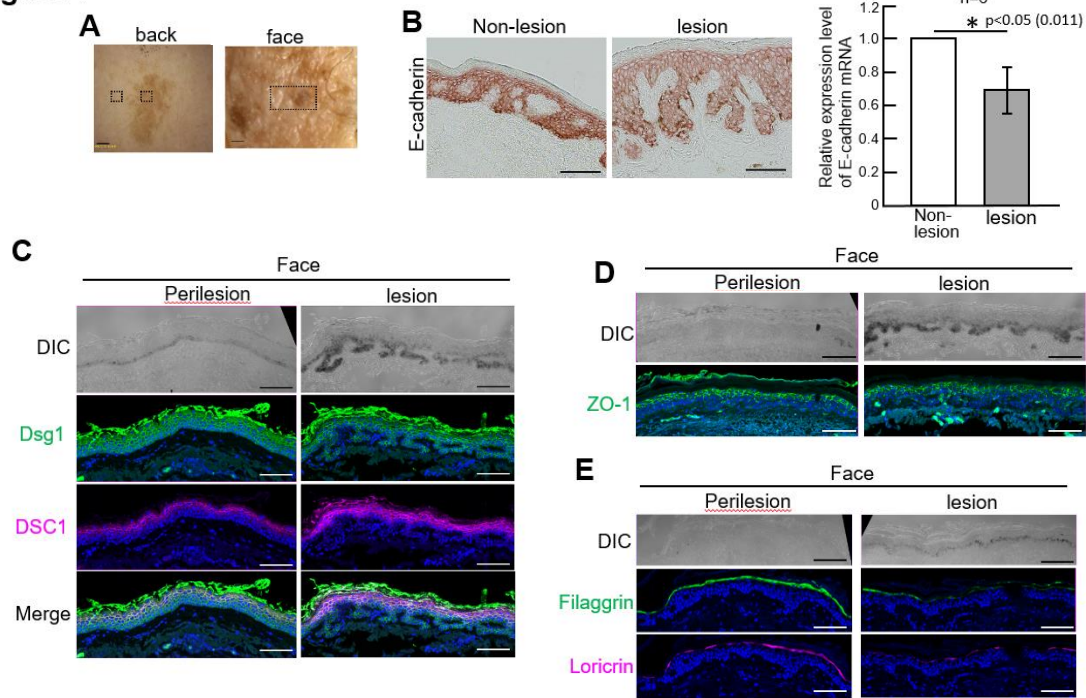 A
back
face
B
Non-lesion
lesion
E-cadherin
Relative expression level
of E-cadherin mRNA
* p<0.05 (0.011)
1.2
1.0
0.8
0.6
0.4
0.2
0
Non-
lesion
lesion
C
Face
Perilesion
lesion
DIC
Dsg1
DSC1
Merge
D
Face
Perilesion
lesion
DIC
ZO-1
E
Face
Perilesion
lesion
DIC
Filaggrin
Loricrin